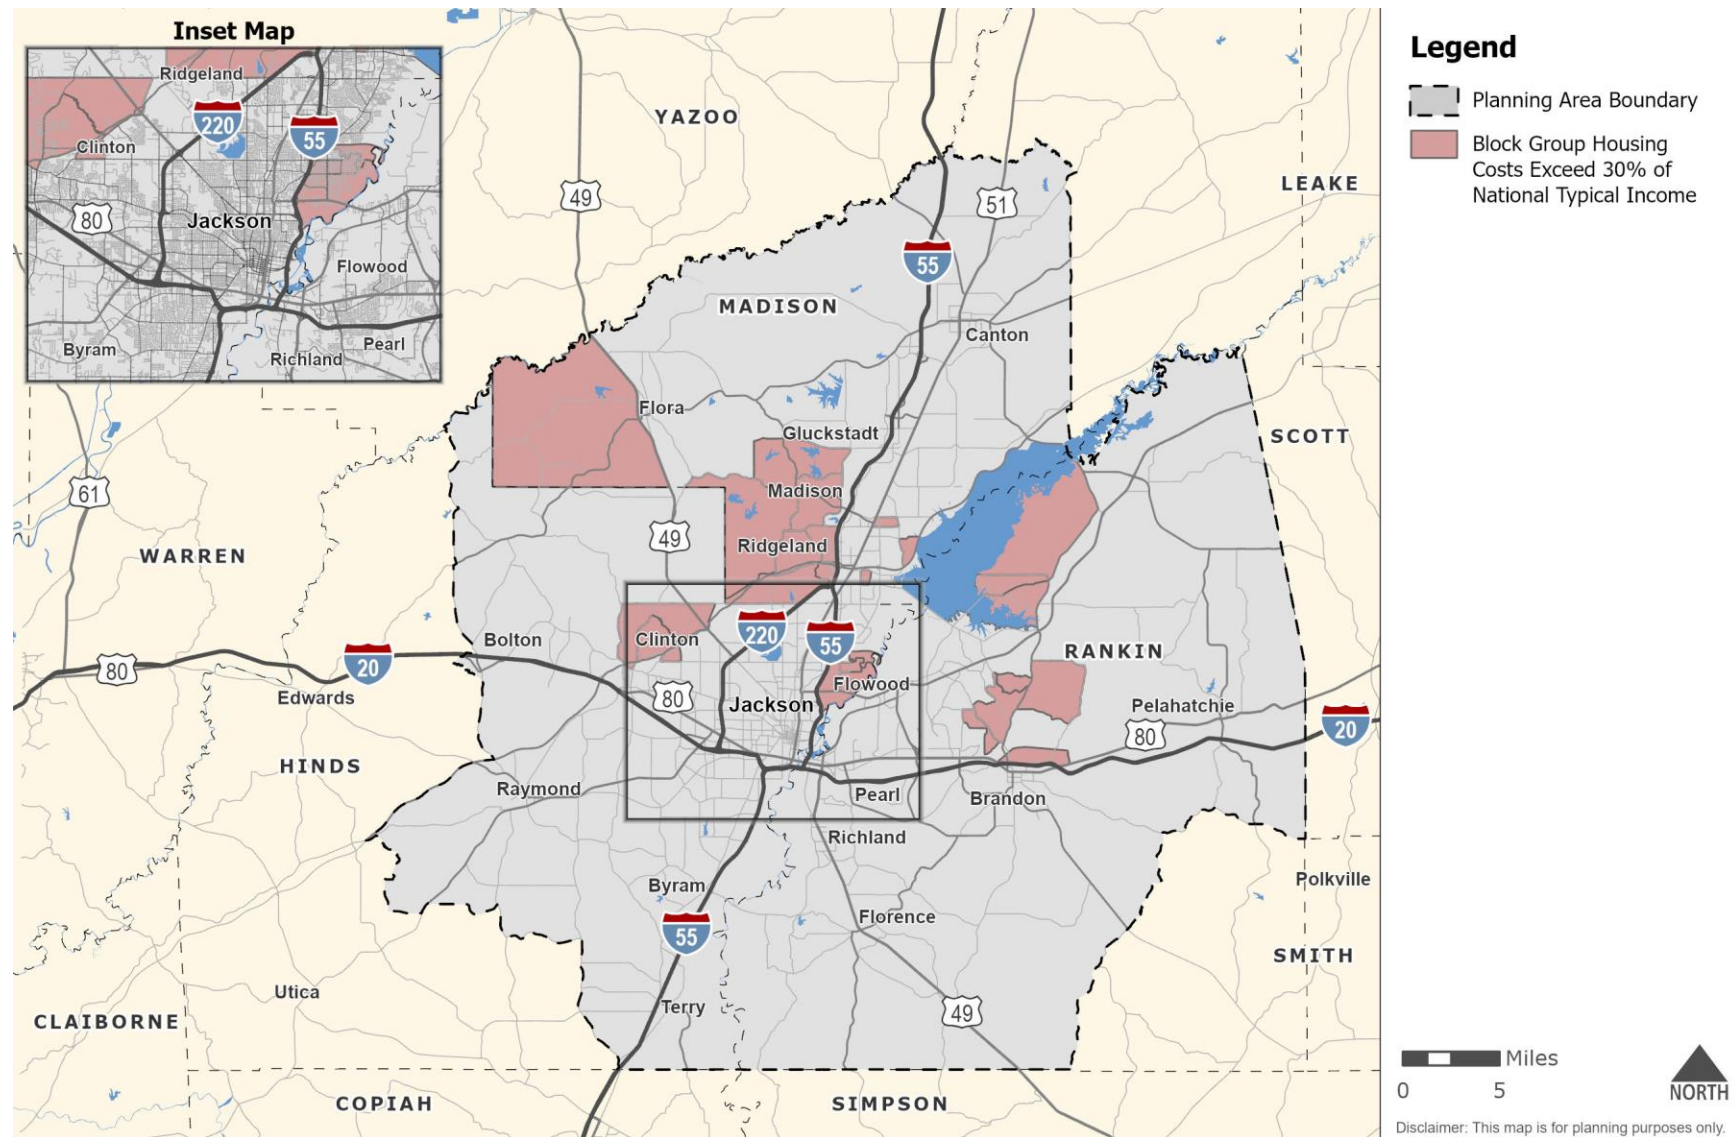 Inset Map
Ridgeland
220
55
Clinton
80
Jackson
Flowood
Byram
Richland
Pearl
YAZOO
49
51
LEAKE
55
MADISON
Canton
Flora
Gluckstadt
SCOTT
61
Madison
49
Ridgeland
WARREN
Bolton
Clinton
220
55
RANKIN
80
20
Edwards
80
Flowood
Jackson
Pelahatchie
80
20
HINDS
Raymond
Pearl
Brandon
Richland
Byram
Polkville
Florence
55
SMITH
Utica
Terry
49
CLAIBORNE
COPIAH
SIMPSON
Legend
Planning Area Boundary
Block Group Housing
Costs Exceed 30% of
National Typical Income
Miles
0 5
NORTH
Disclaimer: This map is for planning purposes only.